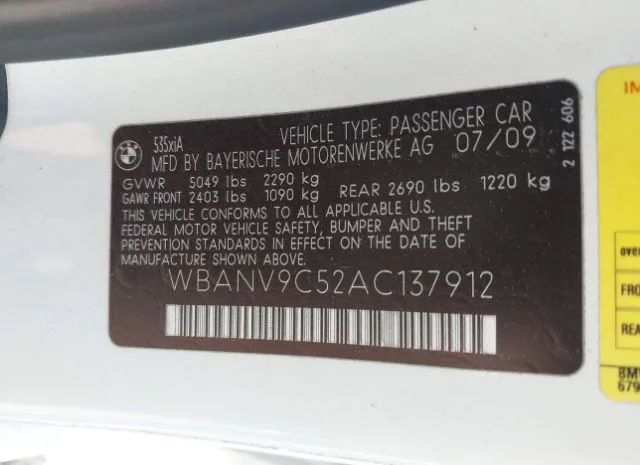 535xiA
VEHICLE TYPE: PASSENGER CAR
MFD BY BAYERISCHE MOTORENWERKE AG 07/09
GVWR 5049 lbs 2290 kg
GAWR FRONT 2403 lbs 1090 kg REAR 2690 lbs 1220 kg
THIS VEHICLE CONFORMS TO ALL APPLICABLE U.S.
FEDERAL MOTOR VEHICLE SAFETY, BUMPER AND THEFT
PREVENTION STANDARDS IN EFFECT ON THE DATE OF
MANUFACTURE SHOWN ABOVE.
WBANV9C52AC137912
2 122 606